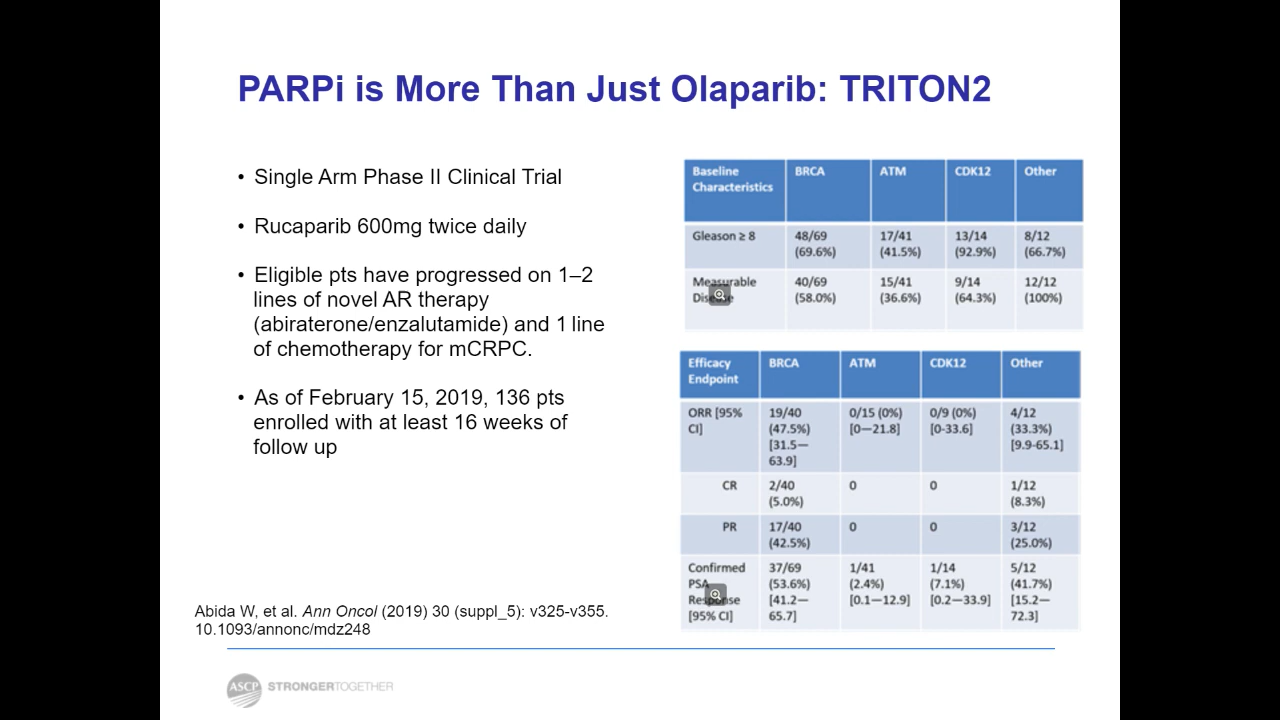 PARPi is More Than Just Olaparib: TRITON2
• Single Arm Phase II Clinical Trial
• Rucaparib 600mg twice daily
• Eligible pts have progressed on 1–2
lines of novel AR therapy
(abiraterone/enzalutamide) and 1 line
of chemotherapy for mCRPC.
• As of February 15, 2019, 136 pts
enrolled with at least 16 weeks of
follow up
Baseline Characteristics BRCA ATM CDK12 Other
Gleason ≥ 8 48/69 (69.6%) 17/41 (41.5%) 13/14 (92.9%) 8/12 (66.7%)
Measurable Disease 40/69 (58.0%) 15/41 (36.6%) 9/14 (64.3%) 12/12 (100%)
Efficacy Endpoint BRCA ATM CDK12 Other
ORR [95% CI] 19/40 (47.5%) [31.5—63.9] 0/15 (0%) [0—21.8] 0/9 (0%) [0-33.6] 4/12 (33.3%) [9.9-65.1]
CR 2/40 (5.0%) 0 0 1/12 (8.3%)
PR 17/40 (42.5%) 0 0 3/12 (25.0%)
Confirmed PSA Response [95% CI] 37/69 (53.6%) [41.2—65.7] 1/41 (2.4%) [0.1—12.9] 1/14 (7.1%) [0.2—33.9] 5/12 (41.7%) [15.2—72.3]
Abida W, et al. Ann Oncol (2019) 30 (suppl_5): v325-v355.
10.1093/annonc/mdz248
ASCP STRONGERTOGETHER